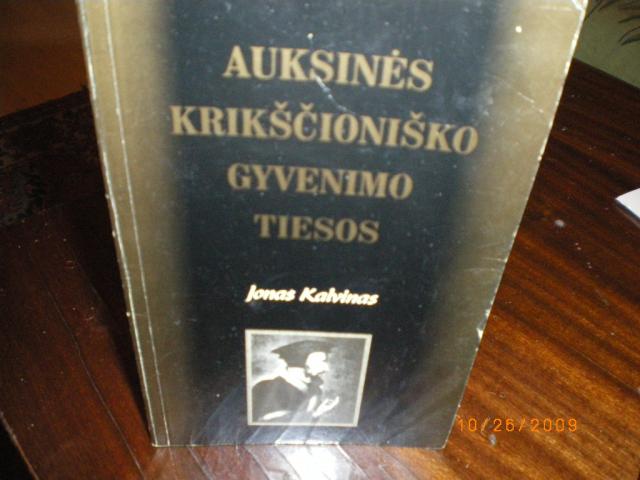 AUKSINĖS
KRIKŠČIONIŠKO
GYVENIMO
TIESOS
Jonas Kalvinas
10/26/2009